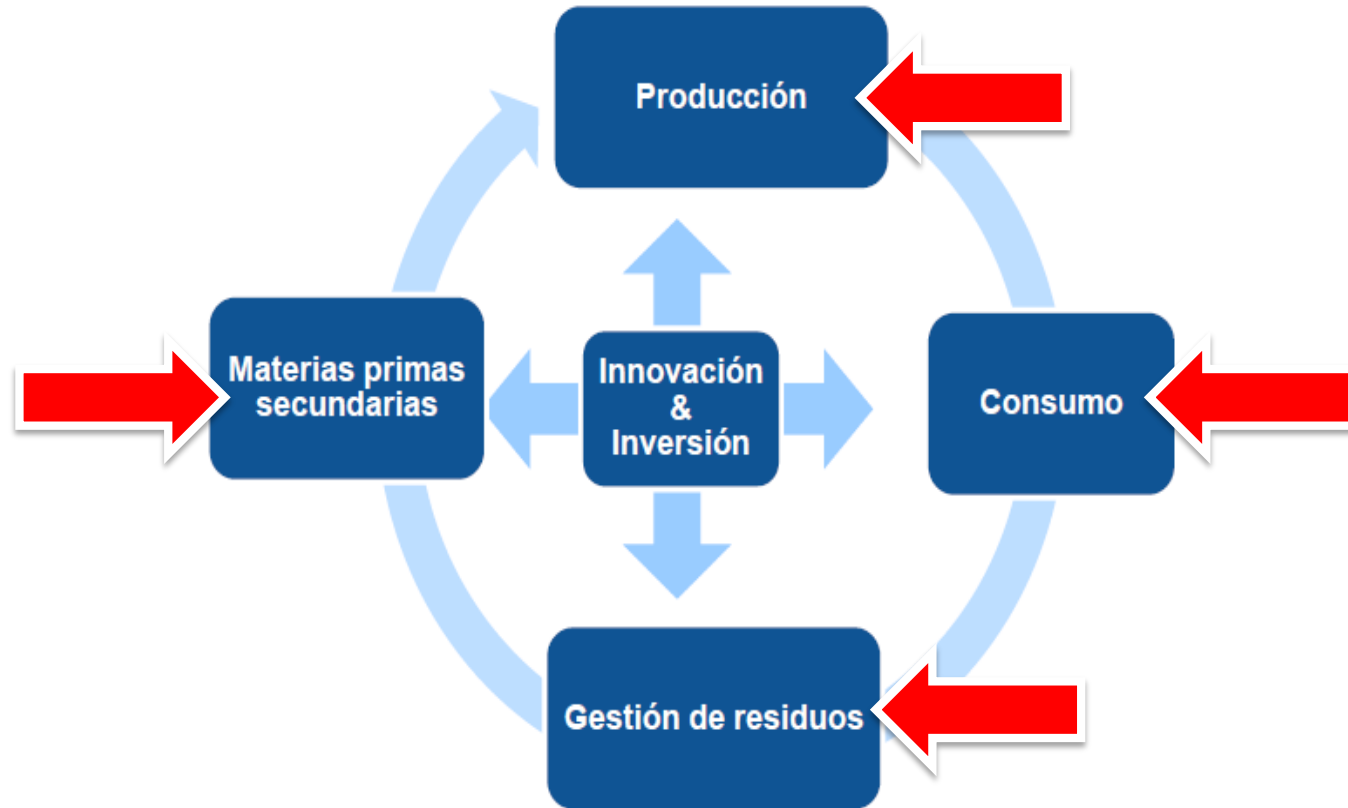 Producción
Materias primas
secundarias
Innovación
&
Inversión
Consumo
Gestión de residuos